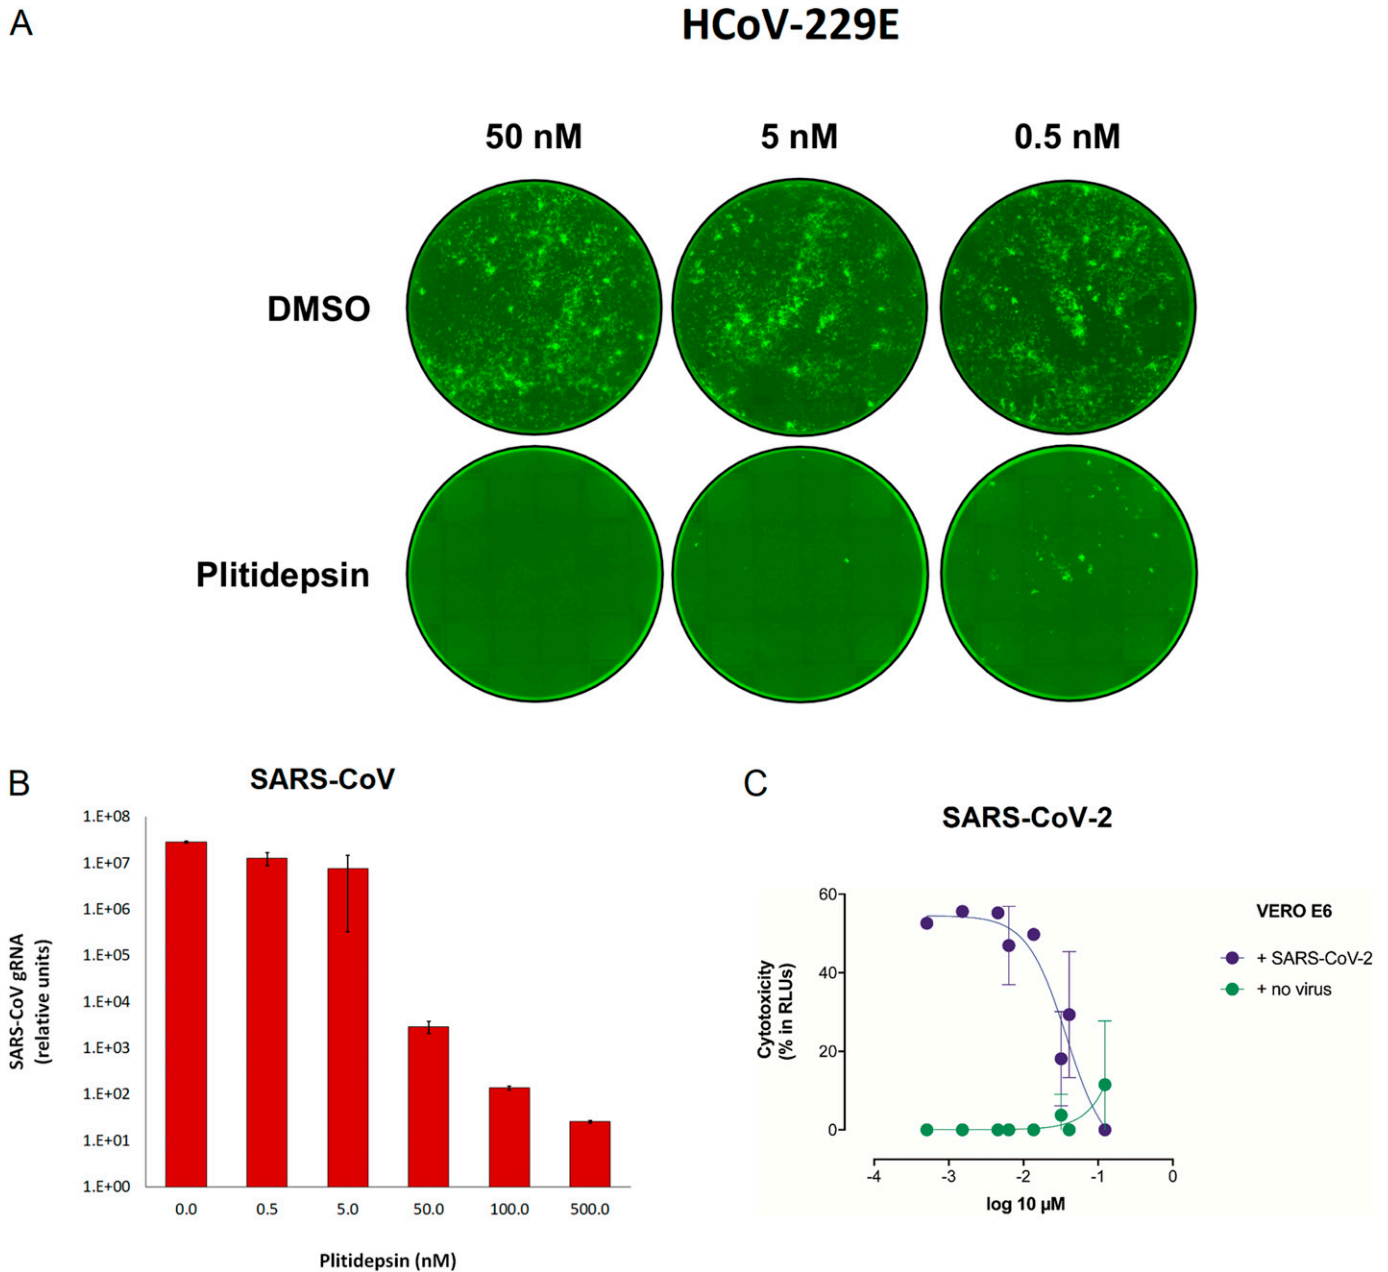 A
HCoV-229E
50 nM
5 nM
0.5 nM
DMSO
Plitidepsin
B
SARS-CoV
1.E+08
1.E+07
1.E+06
1.E+05
1.E+04
1.E+03
1.E+02
1.E+01
1.E+00
SARS-CoV gRNA
(relative units)
0.0
0.5
5.0
50.0
100.0
500.0
Plitidepsin (nM)
C
SARS-CoV-2
60
40
20
0
Cytotoxicity
(% in RLUs)
-4
-3
-2
-1
0
log 10 µM
VERO E6
+ SARS-CoV-2
+ no virus